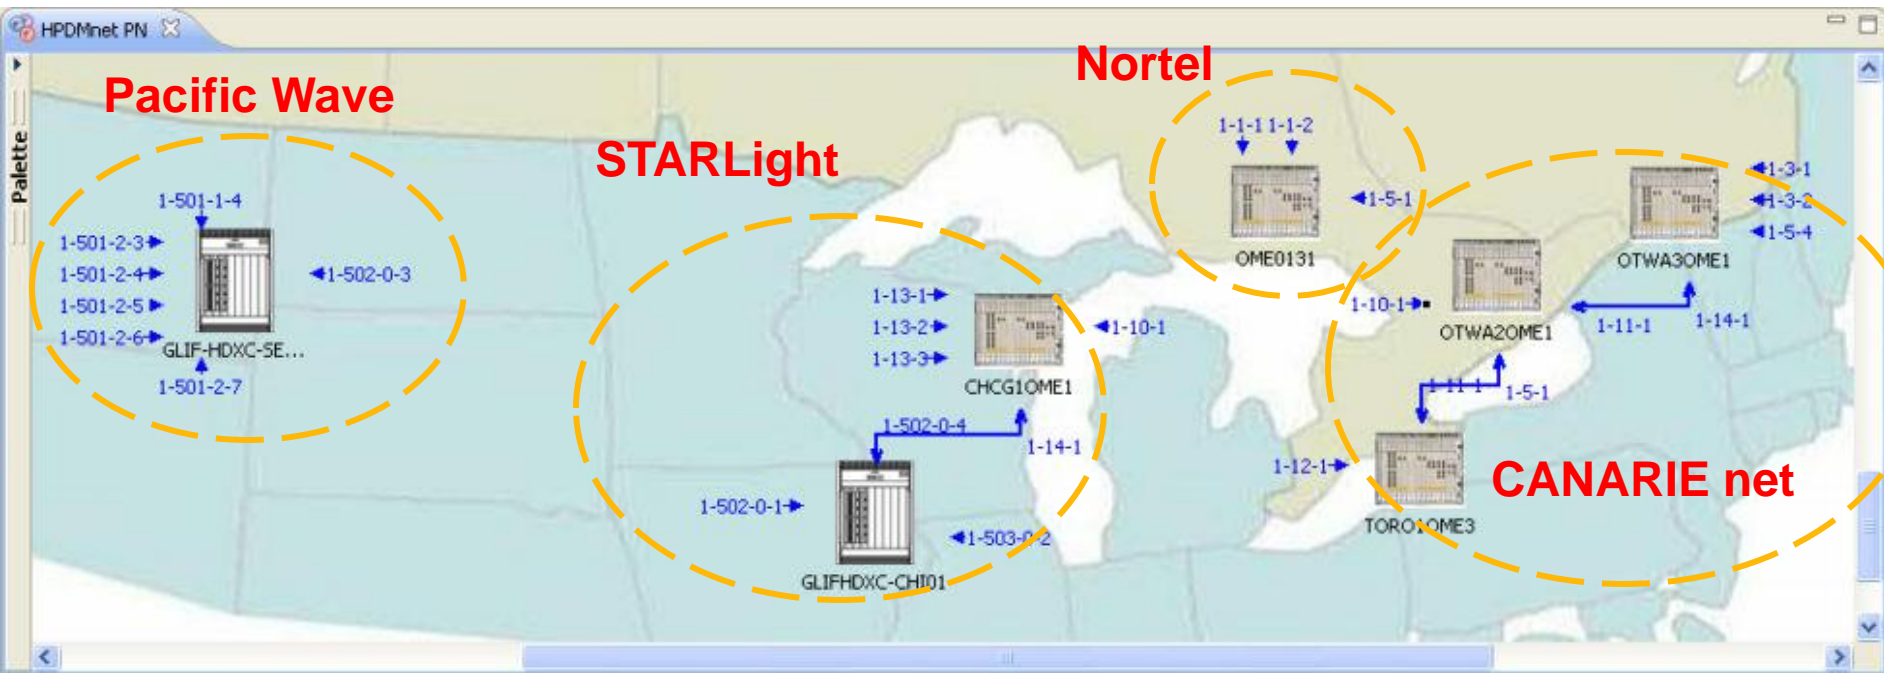 HPDMnet PN
Palette
Pacific Wave
1-501-1-4
1-501-2-3
1-501-2-4
1-501-2-5
1-501-2-6
1-502-0-3
GLIF-HDXC-SE...
1-501-2-7
STARLight
1-13-1
1-13-2
1-13-3
1-10-1
CHCG1OME1
1-502-0-4
1-14-1
1-502-0-1
1-503-0-2
GLIFHDXC-CHI01
Nortel
1-1-1 1-1-2
1-5-1
OME0131
1-3-1
1-3-2
1-5-4
OTWA3OME1
1-10-1
OTWA2OME1
1-11-1
1-14-1
1-11-1
1-5-1
1-12-1
TORO1OME3
CANARIE net